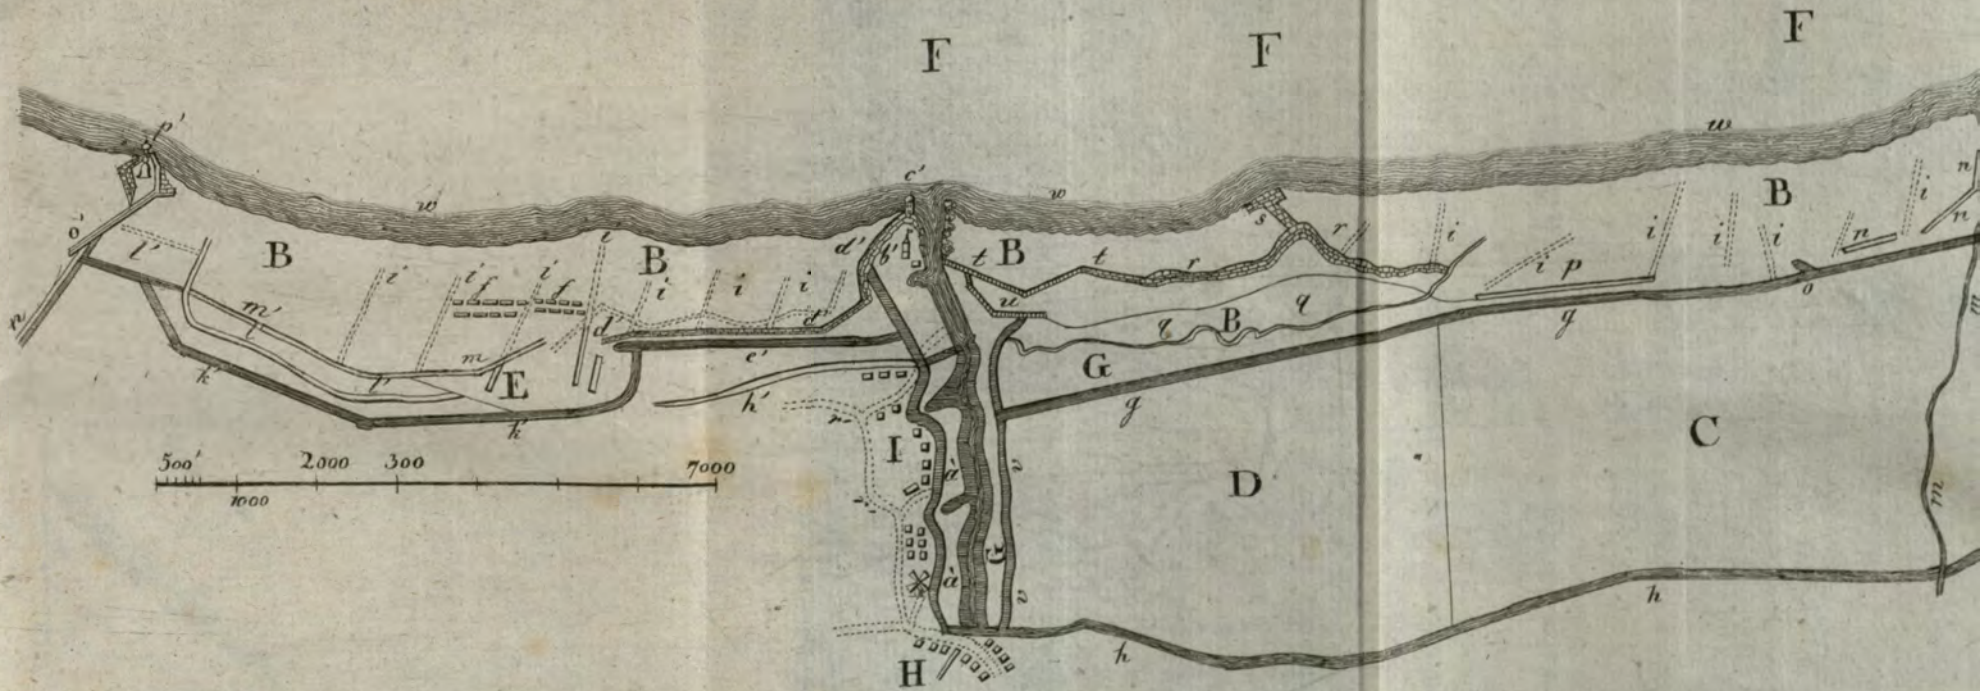 F F F
p' w c' w w
o' l' B B d' b' t B t r s r i i i B i i n n n
n i' i' f i' f i i i i u q B q i p o m
m' d' d' e' G g
k' l' m E h' g
k' I D C
500' 2000 300 7000
1000
à v m
G
à v h
H h